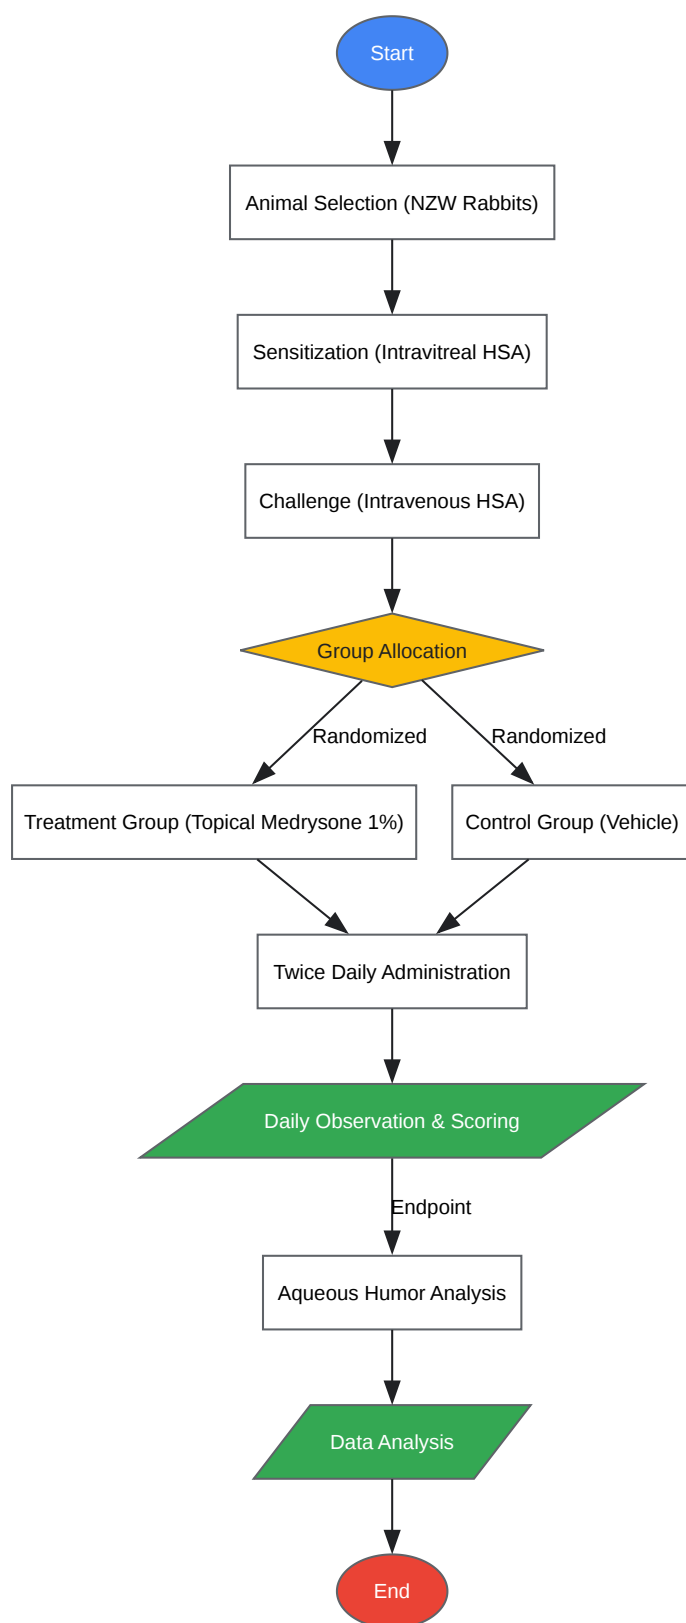 Start
Animal Selection (NZW Rabbits)
Sensitization (Intravitreal HSA)
Challenge (Intravenous HSA)
Group Allocation
Randomized
Randomized
Treatment Group (Topical Medrysone 1%)
Control Group (Vehicle)
Twice Daily Administration
Daily Observation & Scoring
Endpoint
Aqueous Humor Analysis
Data Analysis
End